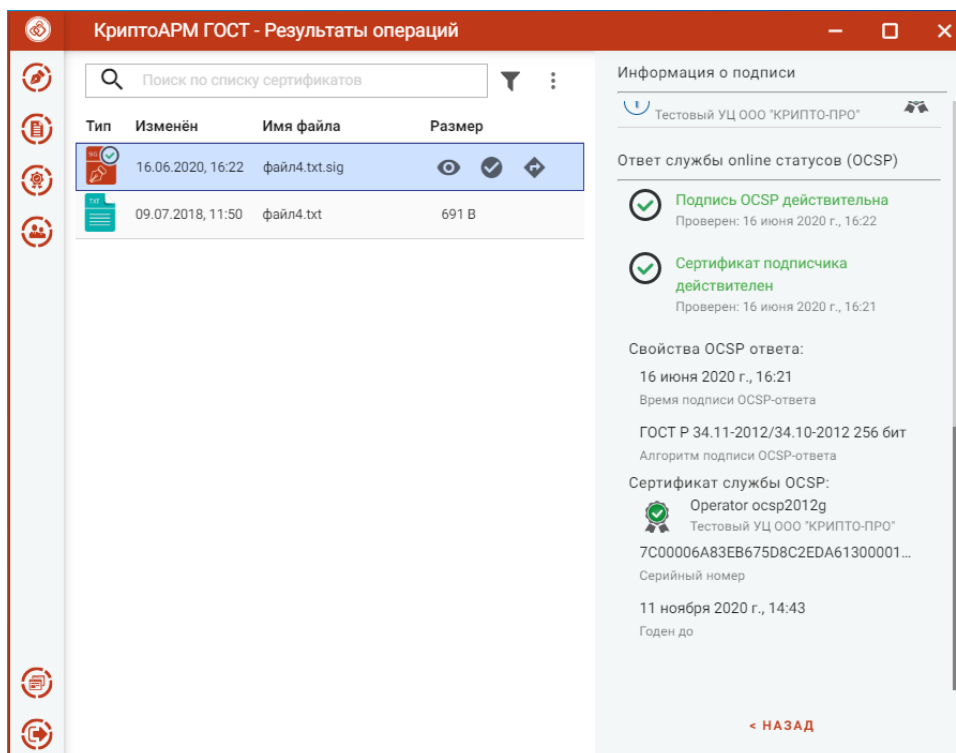 КриптоАРМ ГОСТ - Результаты операций
Поиск по списку сертификатов
Тип Изменён Имя файла Размер
SIG 16.06.2020, 16:22 файл4.txt.sig
TXT 09.07.2018, 11:50 файл4.txt 691 B
Информация о подписи
Тестовый УЦ ООО "КРИПТО-ПРО"
Ответ службы online статусов (OCSP)
Подпись OCSP действительна
Проверен: 16 июня 2020 г., 16:22
Сертификат подписчика
действителен
Проверен: 16 июня 2020 г., 16:21
Свойства OCSP ответа:
16 июня 2020 г., 16:21
Время подписи OCSP-ответа
ГОСТ Р 34.11-2012/34.10-2012 256 бит
Алгоритм подписи OCSP-ответа
Сертификат службы OCSP:
Operator ocsp2012g
Тестовый УЦ ООО "КРИПТО-ПРО"
7C00006A83EB675D8C2EDA61300001...
Серийный номер
11 ноября 2020 г., 14:43
Годен до
< НАЗАД